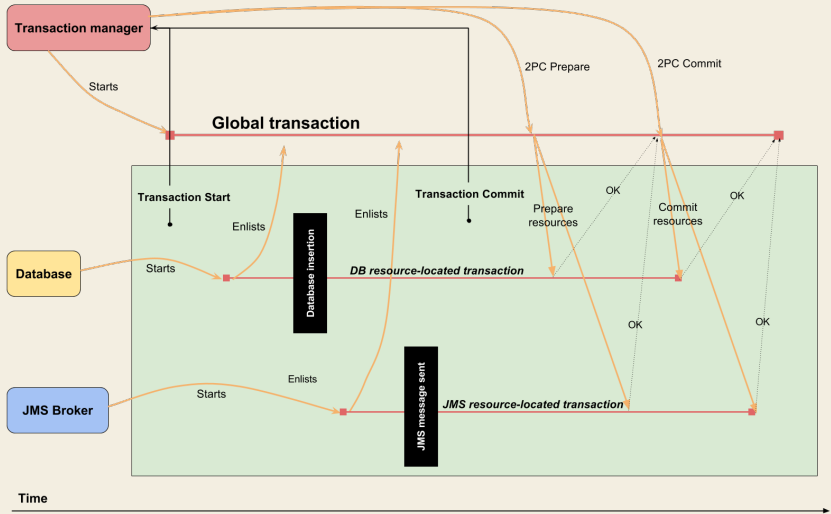 Transaction manager
2PC Prepare
2PC Commit
Starts
Global transaction
Transaction Start
Transaction Commit
OK
OK
Enlists
Enlists
Prepare
resources
Commit
resources
Database
Starts
Database insertion
DB resource-located transaction
OK
OK
Enlists
JMS Broker
Starts
JMS message sent
JMS resource-located transaction
Time